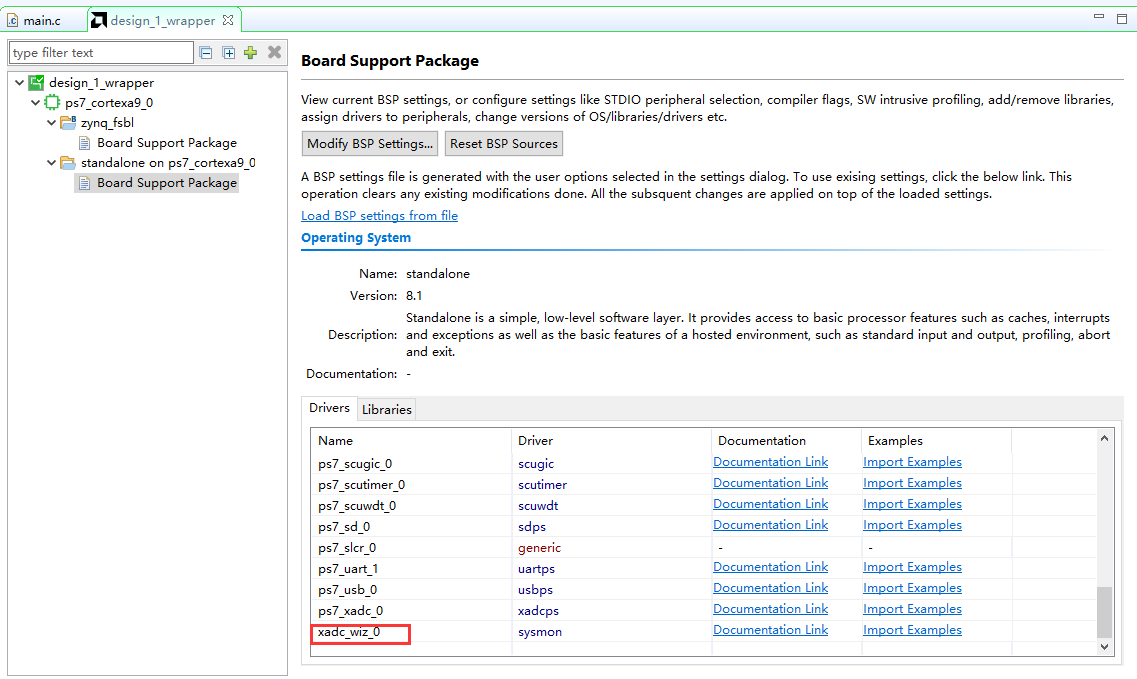 main.c
design_1_wrapper
type filter text
design_1_wrapper
ps7_cortexa9_0
zynq_fsbl
Board Support Package
standalone on ps7_cortexa9_0
Board Support Package
Board Support Package
View current BSP settings, or configure settings like STDIO peripheral selection, compiler flags, SW intrusive profiling, add/remove libraries,
assign drivers to peripherals, change versions of OS/libraries/drivers etc.
Modify BSP Settings... Reset BSP Sources
A BSP settings file is generated with the user options selected in the settings dialog. To use exising settings, click the below link. This
operation clears any existing modifications done. All the subsquent changes are applied on top of the loaded settings.
Load BSP settings from file
Operating System
Name: standalone
Version: 8.1
Description: Standalone is a simple, low-level software layer. It provides access to basic processor features such as caches, interrupts
and exceptions as well as the basic features of a hosted environment, such as standard input and output, profiling, abort
and exit.
Documentation: -
Drivers Libraries
Name Driver Documentation Examples
ps7_scugic_0 scugic Documentation Link Import Examples
ps7_scutimer_0 scutimer Documentation Link Import Examples
ps7_scuwdt_0 scuwdt Documentation Link Import Examples
ps7_sd_0 sdps Documentation Link Import Examples
ps7_slcr_0 generic - -
ps7_uart_1 uartps Documentation Link Import Examples
ps7_usb_0 usbps Documentation Link Import Examples
ps7_xadc_0 xadcps Documentation Link Import Examples
xadc_wiz_0 sysmon Documentation Link Import Examples